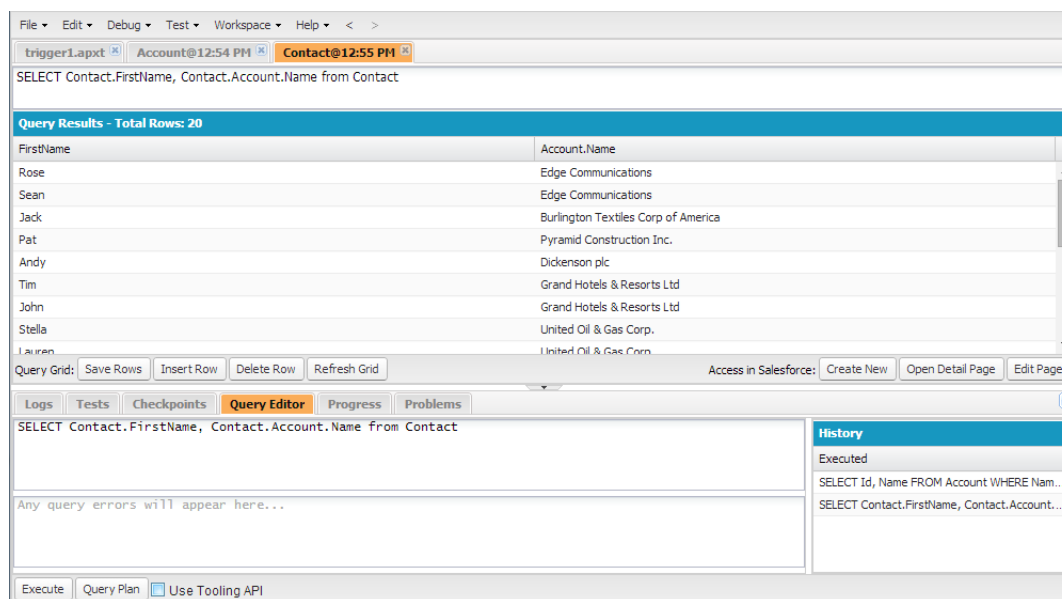 File Edit Debug Test Workspace Help < >
trigger1.apxt Account@12:54 PM Contact@12:55 PM
SELECT Contact.FirstName, Contact.Account.Name from Contact
Query Results - Total Rows: 20
FirstName Account.Name
Rose Edge Communications
Sean Edge Communications
Jack Burlington Textiles Corp of America
Pat Pyramid Construction Inc.
Andy Dickenson plc
Tim Grand Hotels & Resorts Ltd
John Grand Hotels & Resorts Ltd
Stella United Oil & Gas Corp.
Lauren United Oil & Gas Corp.
Query Grid: Save Rows Insert Row Delete Row Refresh Grid Access in Salesforce: Create New Open Detail Page Edit Page
Logs Tests Checkpoints Query Editor Progress Problems
SELECT Contact.FirstName, Contact.Account.Name from Contact
Any query errors will appear here...
History
Executed
SELECT Id, Name FROM Account WHERE Nam...
SELECT Contact.FirstName, Contact.Account....
Execute Query Plan Use Tooling API